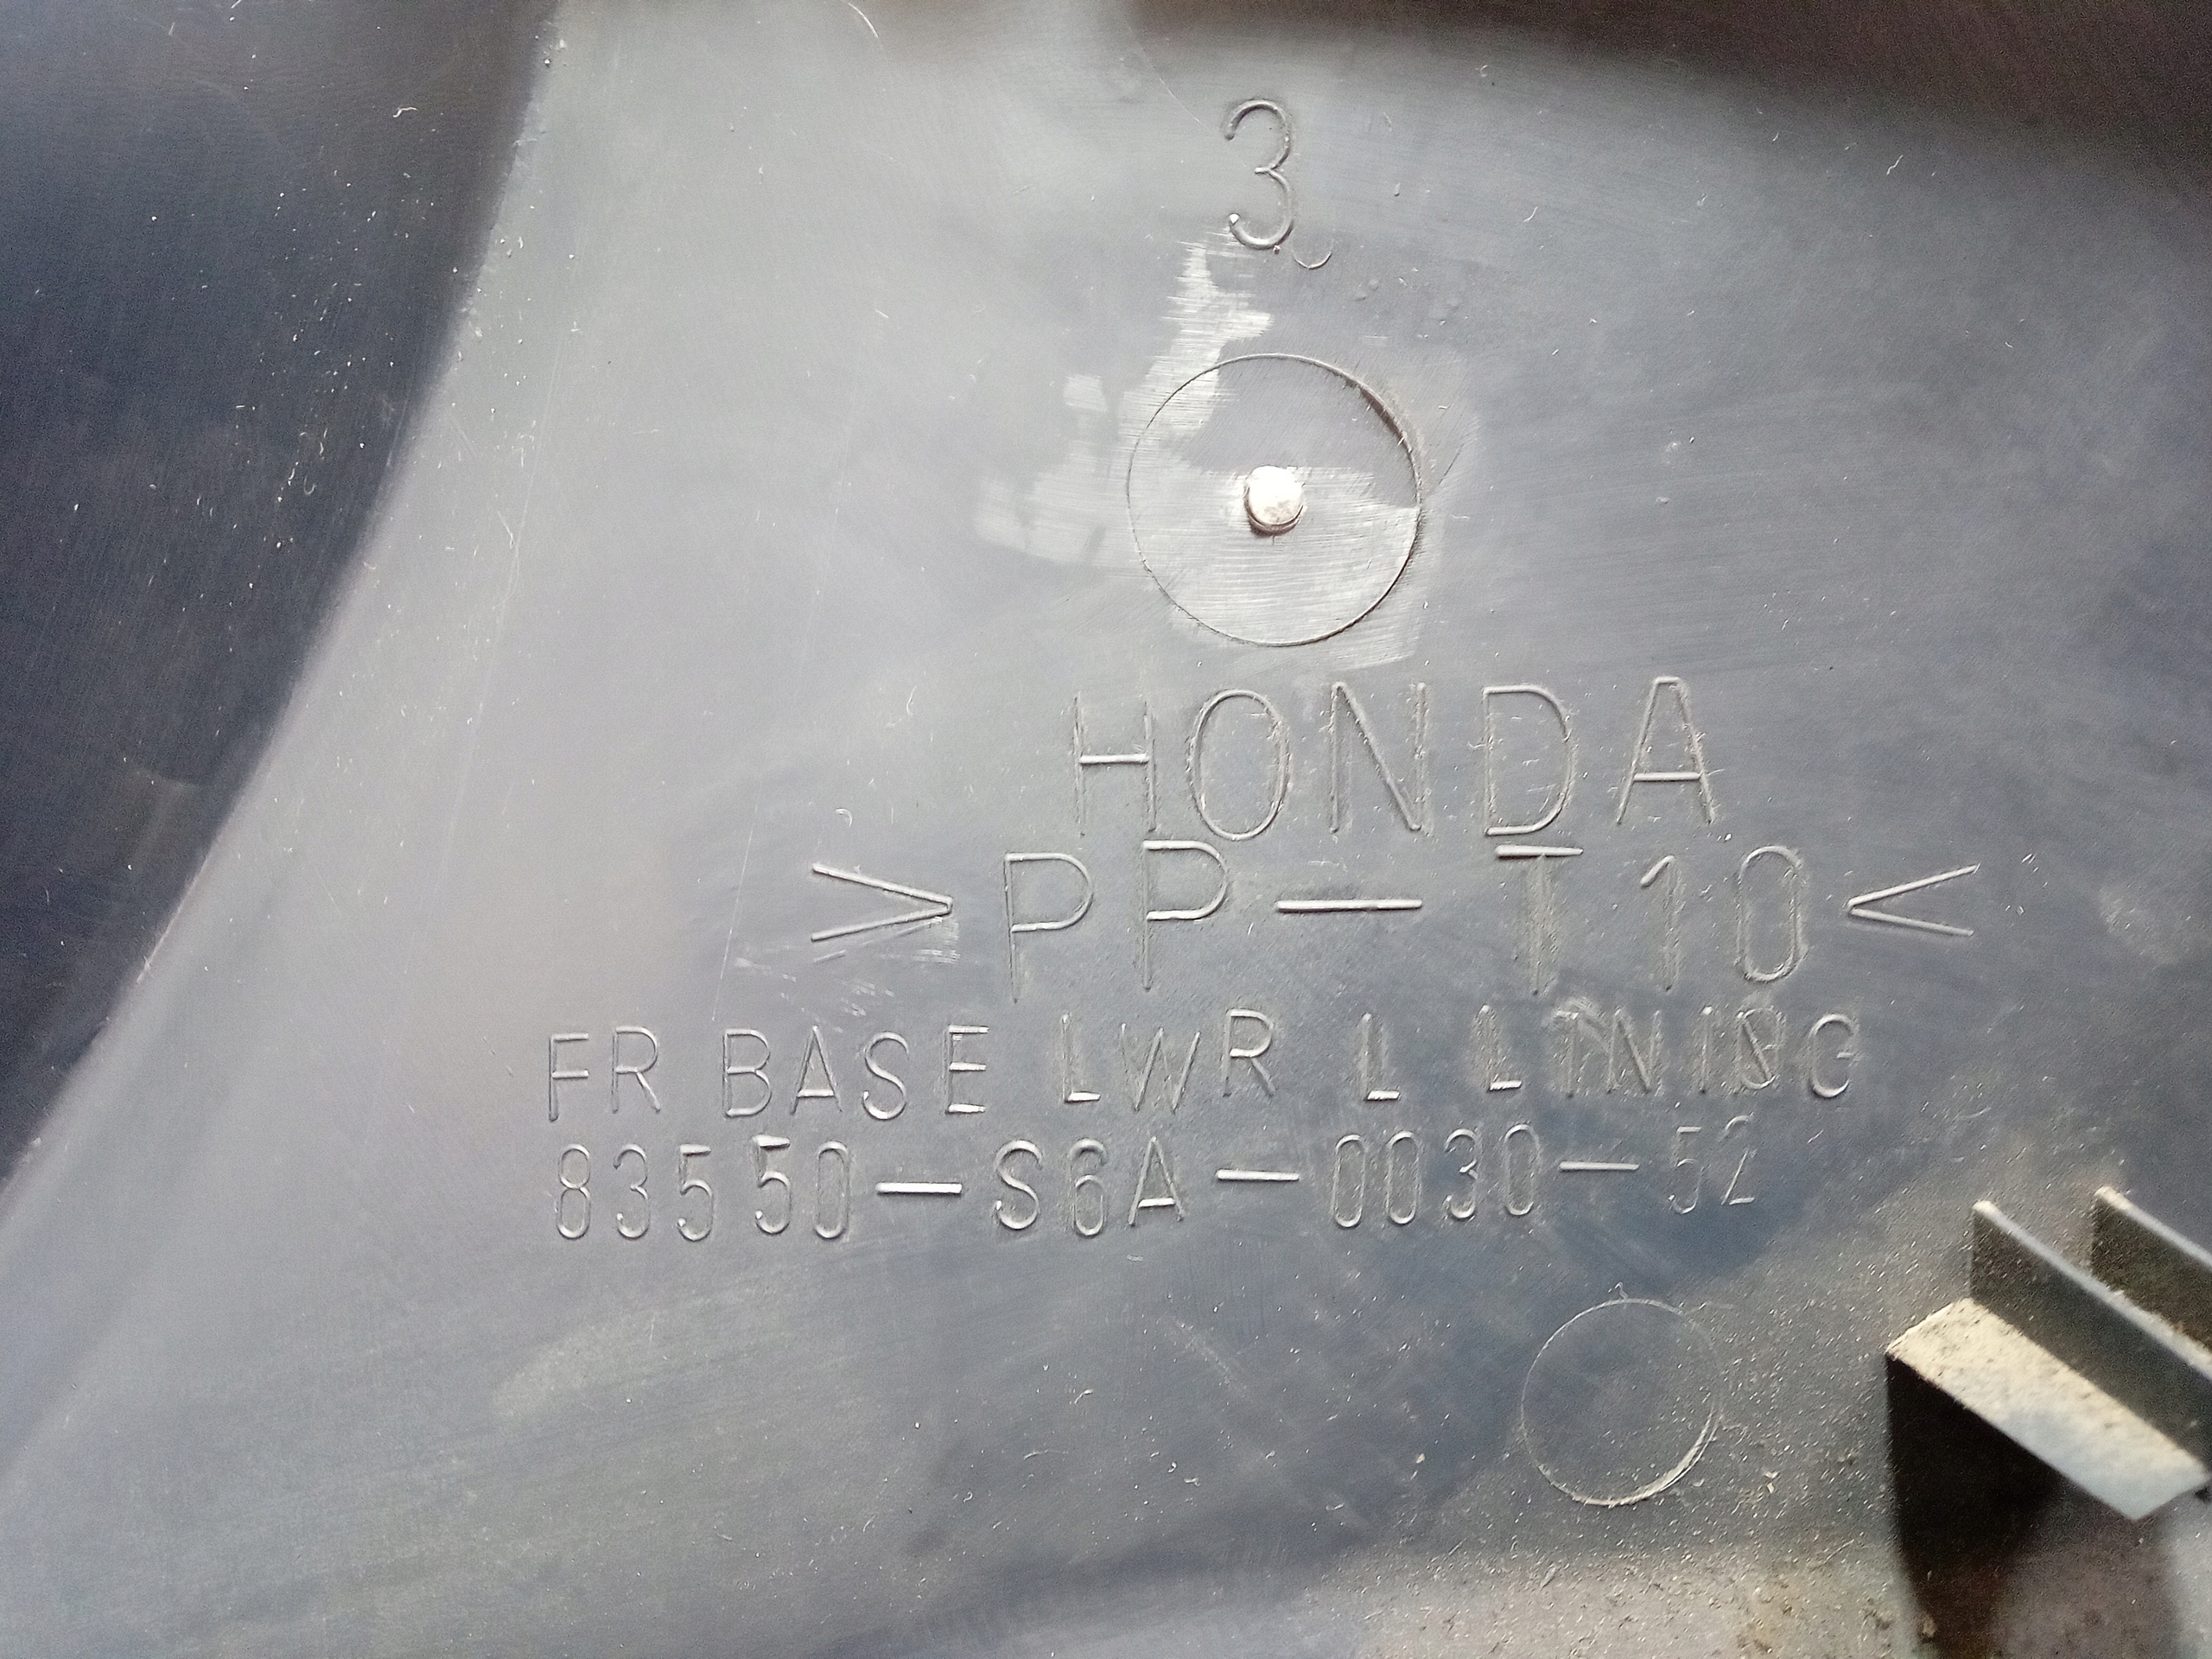 3
HONDA
>PP-T10<
FR BASE LWR L LINING
83550-S6A-0030-52